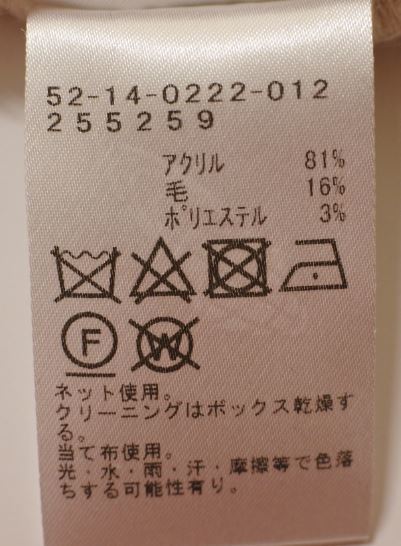 52-14-0222-012
255259
アクリル 81%
毛 16%
ポリエステル 3%
F W
ネット使用。
クリーニングはボックス乾燥す
る。
当て布使用。
光・水・雨・汗・摩擦等で色落
ちする可能性有り。